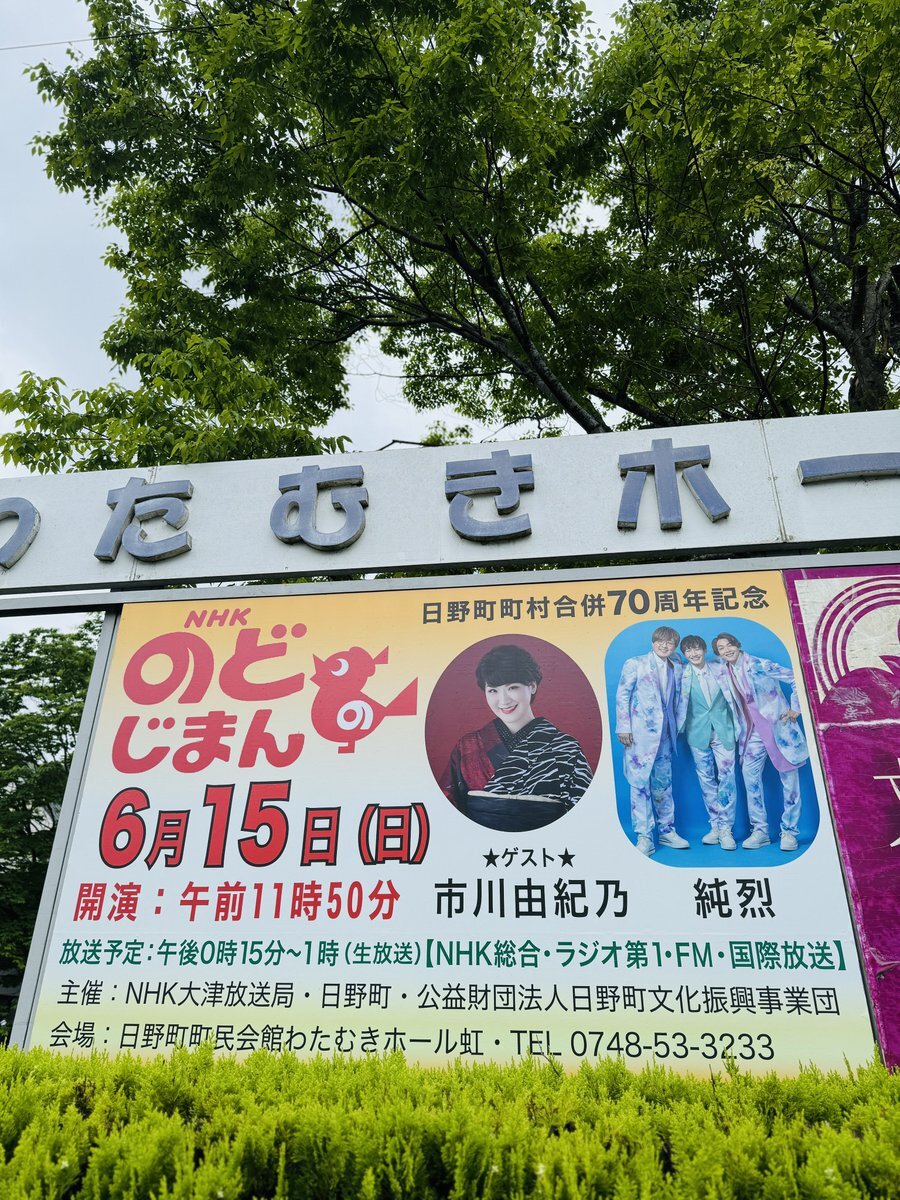 わたむきホー
NHK
のど
じまん
の
日野町町村合併70周年記念
6月15日(日)
開演：午前11時50分
★ゲスト★
市川由紀乃
純烈
放送予定：午後0時15分~1時(生放送)【NHK総合・ラジオ第1・FM・国際放送】
主催：NHK大津放送局・日野町・公益財団法人日野町文化振興事業団
会場：日野町町民会館わたむきホール虹・TEL 0748-53-3233